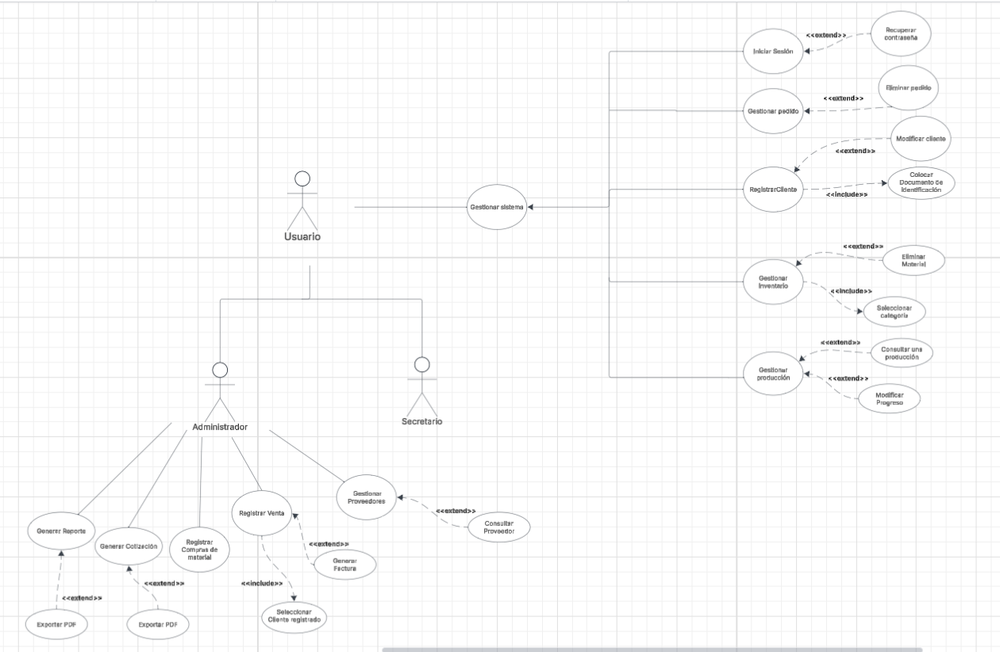 Recuperar
contraseña
<<extend>>
Iniciar Sesión
Eliminar pedido
<<extend>>
Gestionar pedido
Modificar cliente
<<extend>>
Colocar
Documento de
Identificación
RegistrarCliente
<<include>>
Gestionar sistema
Usuario
<<extend>>
Eliminar
Material
Gestionar
Inventario
<<include>>
Seleccionar
categoría
<<extend>>
Consultar una
producción
Gestionar
producción
<<extend>>
Modificar
Progreso
Secretario
Administrador
Gestionar
Proveedores
<<extend>>
Consultar
Proveedor
Registrar Venta
Generar Reporte
Generar Cotización
Registrar
Compras de
material
<<extend>>
Generar
Factura
<<extend>>
<<include>>
<<extend>>
Seleccionar
Cliente registrado
Exportar PDF
Exportar PDF